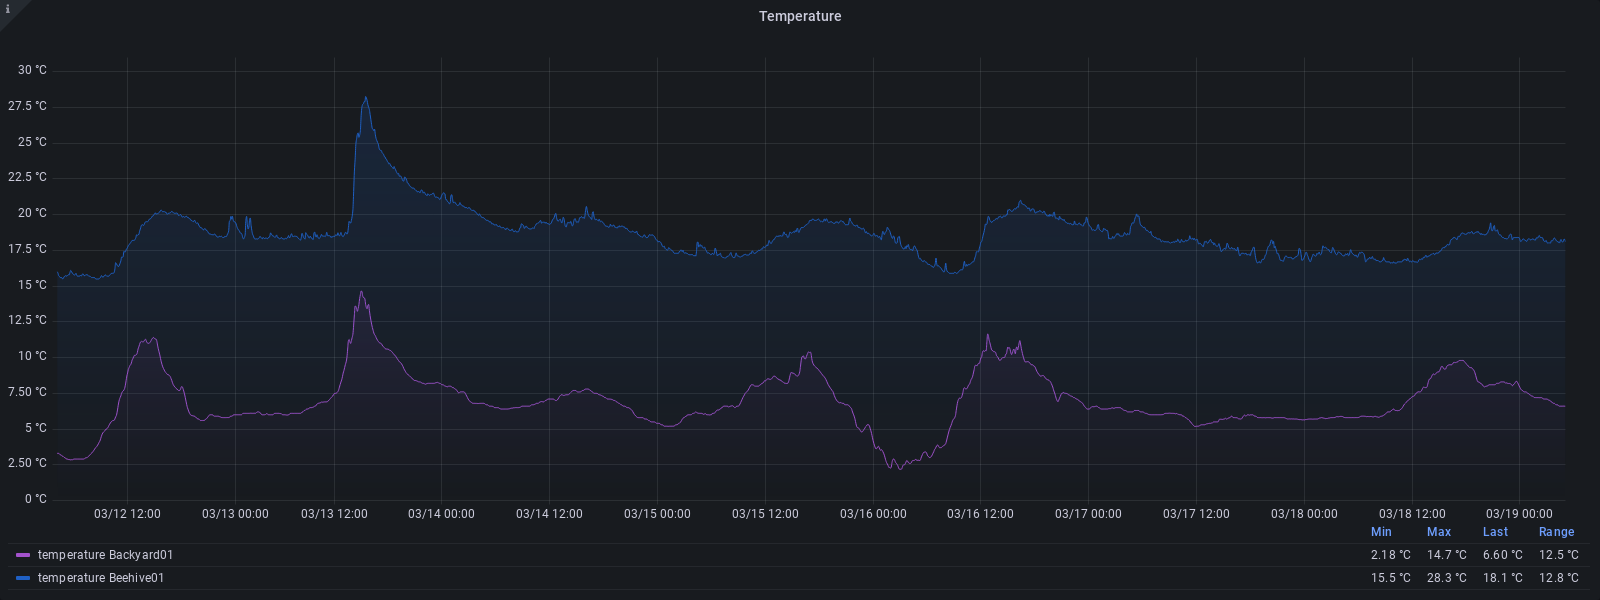 i
Temperature
30 °C
27.5 °C
25 °C
22.5 °C
20 °C
17.5 °C
15 °C
12.5 °C
10 °C
7.50 °C
5 °C
2.50 °C
0 °C
03/12 12:00 03/13 00:00 03/13 12:00 03/14 00:00 03/14 12:00 03/15 00:00 03/15 12:00 03/16 00:00 03/16 12:00 03/17 00:00 03/17 12:00 03/18 00:00 03/18 12:00 03/19 00:00
Min Max Last Range
temperature Backyard01 2.18 °C 14.7 °C 6.60 °C 12.5 °C
temperature Beehive01 15.5 °C 28.3 °C 18.1 °C 12.8 °C